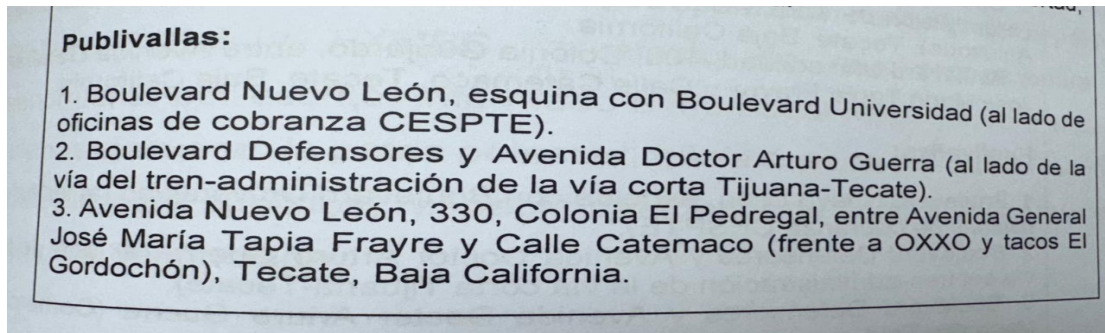 Publivallas:
1. Boulevard Nuevo León, esquina con Boulevard Universidad (al lado de
oficinas de cobranza CESPTE).
2. Boulevard Defensores y Avenida Doctor Arturo Guerra (al lado de la
vía del tren-administración de la vía corta Tijuana-Tecate).
3. Avenida Nuevo León, 330, Colonia El Pedregal, entre Avenida General
José María Tapia Frayre y Calle Catemaco (frente a OXXO y tacos El
Gordochón), Tecate, Baja California.